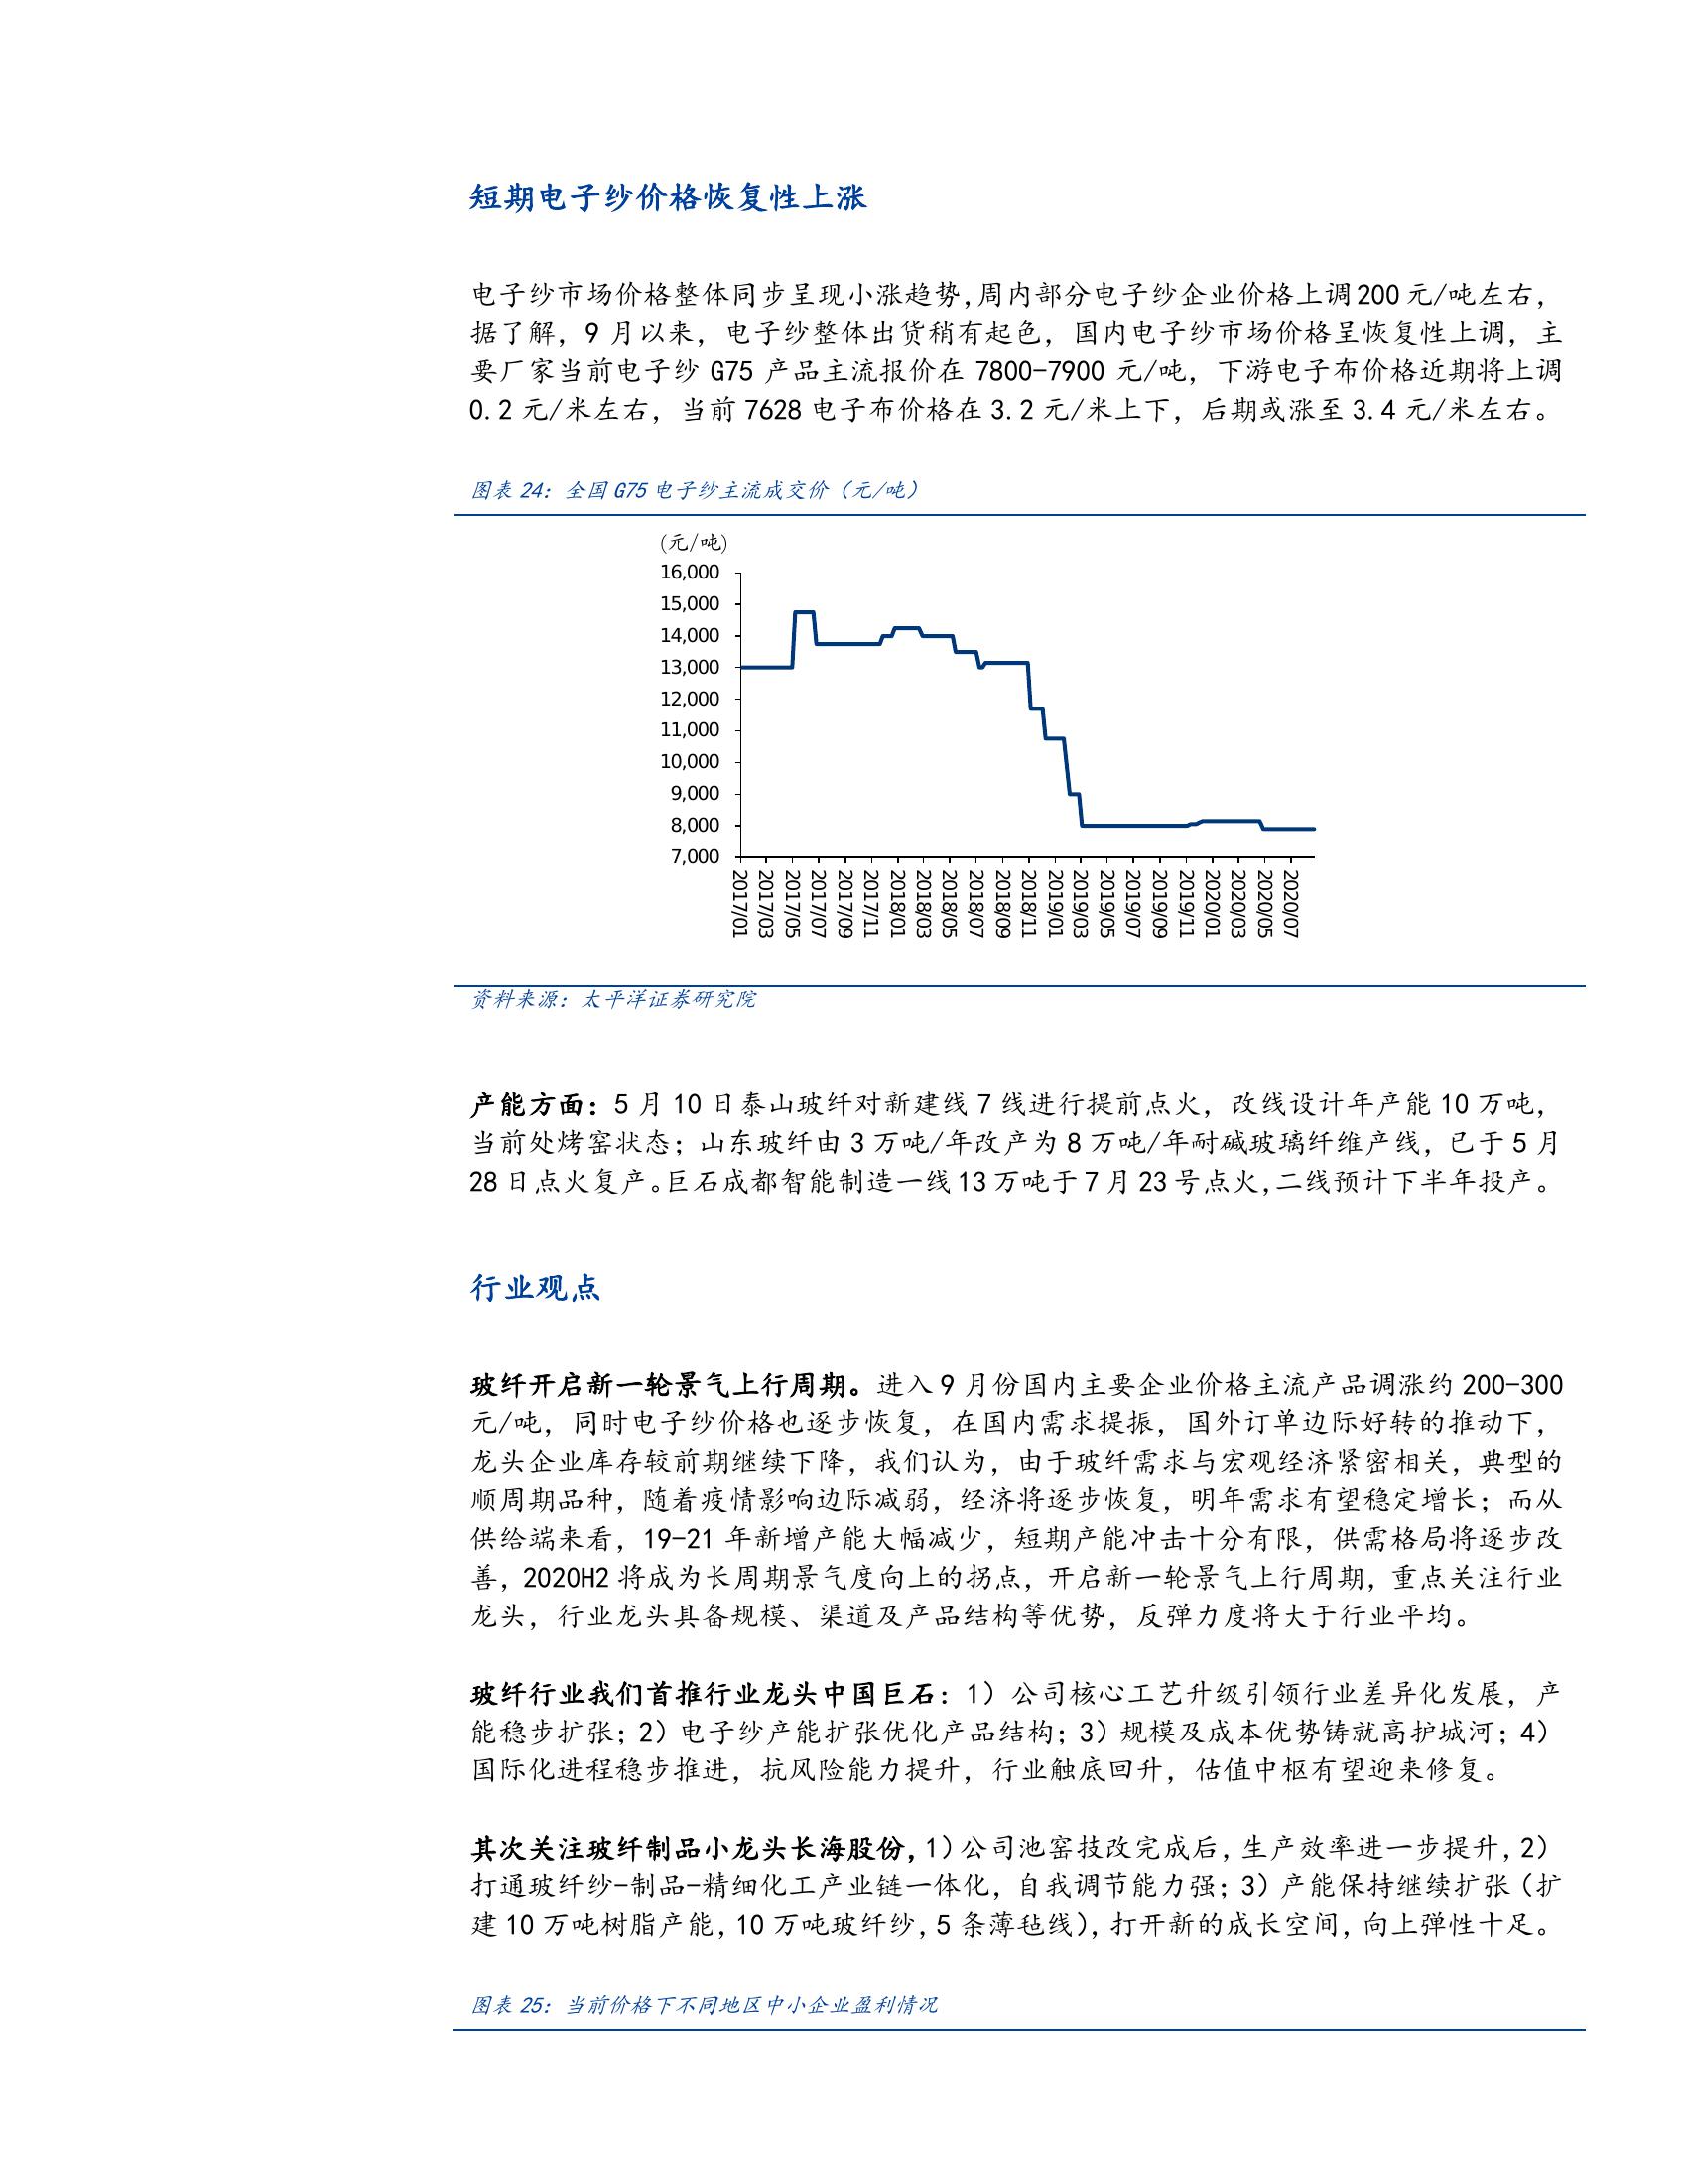 短期电子纱价格恢复性上涨
电子纱市场价格整体同步呈现小涨趋势,周内部分电子纱企业价格上调200元/吨左右，
据了解，9 月以来，电子纱整体出货稍有起色，国内电子纱市场价格呈恢复性上调，主
要厂家当前电子纱 G75 产品主流报价在 7800-7900 元/吨，下游电子布价格近期将上调
0.2 元/米左右，当前 7628 电子布价格在 3.2 元/米上下，后期或涨至 3.4 元/米左右。
图表 24：全国 G75 电子纱主流成交价（元/吨）
(元/吨)
16,000
15,000
14,000
13,000
12,000
11,000
10,000
9,000
8,000
7,000
2017/01
2017/03
2017/05
2017/07
2017/09
2017/11
2018/01
2018/03
2018/05
2018/07
2018/09
2018/11
2019/01
2019/03
2019/05
2019/07
2019/09
2019/11
2020/01
2020/03
2020/05
2020/07
资料来源：太平洋证券研究院
产能方面：5 月 10 日泰山玻纤对新建线 7 线进行提前点火，改线设计年产能 10 万吨，
当前处烤窑状态；山东玻纤由 3 万吨/年改产为 8 万吨/年耐碱玻璃纤维产线，已于 5 月
28 日点火复产。巨石成都智能制造一线13万吨于7月23号点火,二线预计下半年投产。
行业观点
玻纤开启新一轮景气上行周期。进入9 月份国内主要企业价格主流产品调涨约 200-300
元/吨，同时电子纱价格也逐步恢复，在国内需求提振，国外订单边际好转的推动下，
龙头企业库存较前期继续下降，我们认为，由于玻纤需求与宏观经济紧密相关，典型的
顺周期品种，随着疫情影响边际减弱，经济将逐步恢复，明年需求有望稳定增长；而从
供给端来看，19-21 年新增产能大幅减少，短期产能冲击十分有限，供需格局将逐步改
善，2020H2 将成为长周期景气度向上的拐点，开启新一轮景气上行周期，重点关注行业
龙头，行业龙头具备规模、渠道及产品结构等优势，反弹力度将大于行业平均。
玻纤行业我们首推行业龙头中国巨石：1）公司核心工艺升级引领行业差异化发展，产
能稳步扩张；2）电子纱产能扩张优化产品结构；3）规模及成本优势铸就高护城河；4）
国际化进程稳步推进，抗风险能力提升，行业触底回升，估值中枢有望迎来修复。
其次关注玻纤制品小龙头长海股份，1）公司池窑技改完成后，生产效率进一步提升，2）
打通玻纤纱-制品-精细化工产业链一体化，自我调节能力强；3）产能保持继续扩张（扩
建 10 万吨树脂产能，10 万吨玻纤纱，5 条薄毡线），打开新的成长空间，向上弹性十足。
图表 25：当前价格下不同地区中小企业盈利情况